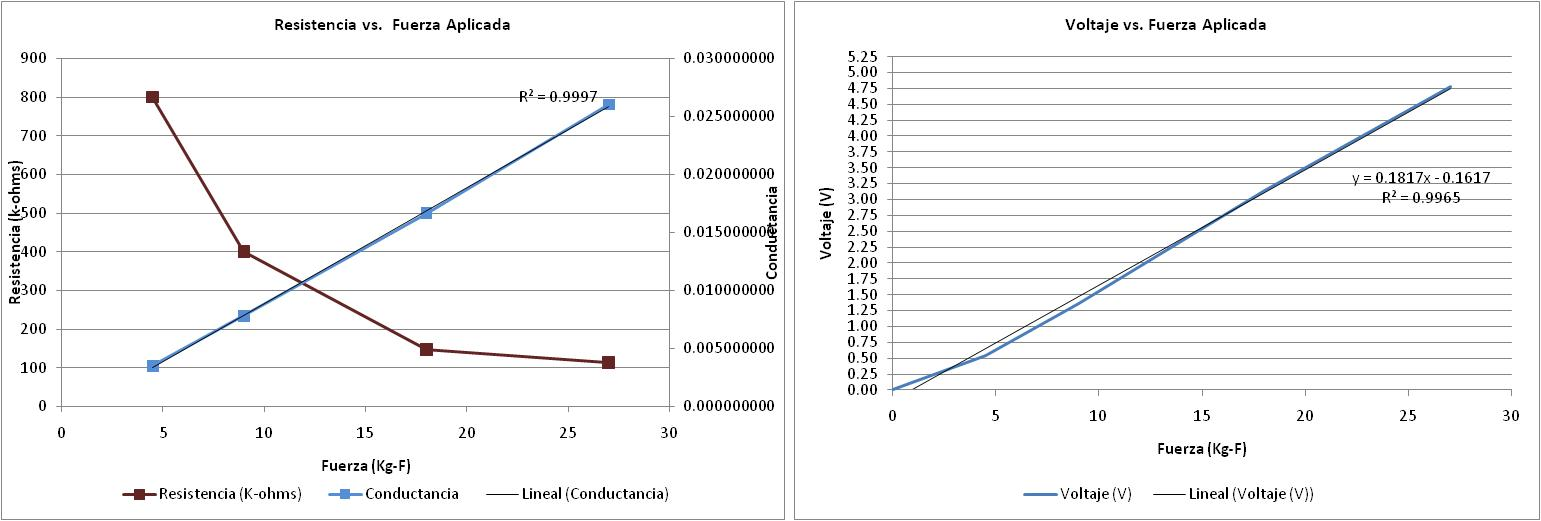 Resistencia vs.  Fuerza Aplicada
900
800
700
600
500
400
300
200
100
0
Resistencia (k-ohms)
0.030000000
0.025000000
0.020000000
0.015000000
0.010000000
0.005000000
0.000000000
Conductancia
R² = 0.9997
0 5 10 15 20 25 30
Fuerza (Kg-F)
Resistencia (K-ohms) Conductancia Lineal (Conductancia)
Voltaje vs. Fuerza Aplicada
5.25
5.00
4.75
4.50
4.25
4.00
3.75
3.50
3.25
3.00
2.75
2.50
2.25
2.00
1.75
1.50
1.25
1.00
0.75
0.50
0.25
0.00
Voltaje (V)
y = 0.1817x - 0.1617
R² = 0.9965
0 5 10 15 20 25 30
Fuerza (Kg-F)
Voltaje (V) Lineal (Voltaje (V))